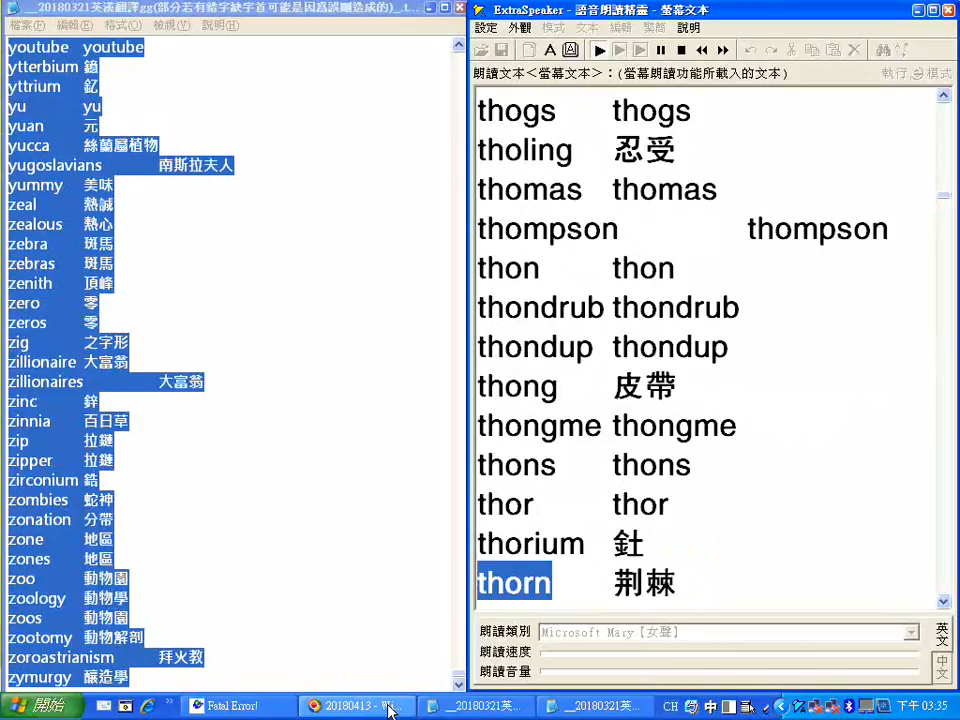 __20180321英漢翻譯gg(部分若有錯字缺字首可能是因為誤刪造成的)_.t...
檔案(F) 編輯(E) 格式(O) 檢視(V) 說明(H)
youtube youtube
ytterbium 鐿
yttrium 釔
yu yu
yuan 元
yucca 絲蘭屬植物
yugoslavians 南斯拉夫人
yummy 美味
zeal 熱誠
zealous 熱心
zebra 斑馬
zebras 斑馬
zenith 頂峰
zero 零
zeros 零
zig 之字形
zillionaire 大富翁
zillionaires 大富翁
zinc 鋅
zinnia 百日草
zip 拉鏈
zipper 拉鏈
zirconium 鋯
zombies 蛇神
zonation 分帶
zone 地區
zones 地區
zoo 動物園
zoology 動物學
zoos 動物園
zootomy 動物解剖
zoroastrianism 拜火教
zymurgy 釀造學
ExtraSpeaker - 語音朗讀精靈 - 螢幕文本
設定 外觀 模式 文本 編輯 繁簡 說明
朗讀文本<螢幕文本>：(螢幕朗讀功能所載入的文本) 執行 模式
thogs thogs
tholing 忍受
thomas thomas
thompson thompson
thon thon
thondrub thondrub
thondup thondup
thong 皮帶
thongme thongme
thons thons
thor thor
thorium 釷
thorn 荆棘
朗讀類別 Microsoft Mary【女聲】 英文
朗讀速度
朗讀音量 中文
開始 Fatal Error! 20180413 - __20180321英... __20180321英... CH 中 下午 03:35